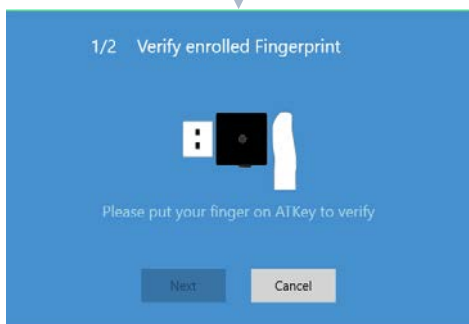 1/2 Verify enrolled Fingerprint
Please put your finger on ATKey to verify
Next
Cancel